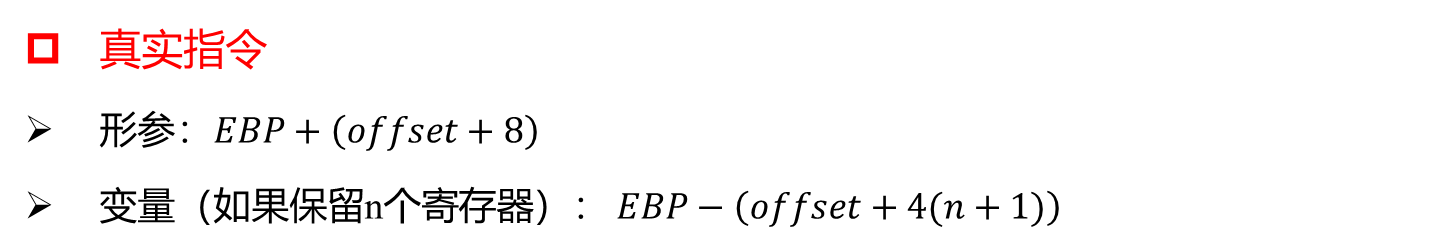 真实指令
形参：𝐸𝐵𝑃 + (𝑜𝑓𝑓𝑠𝑒𝑡 + 8)
变量（如果保留n个寄存器）： 𝐸𝐵𝑃 − (𝑜𝑓𝑓𝑠𝑒𝑡 + 4(𝑛 + 1))